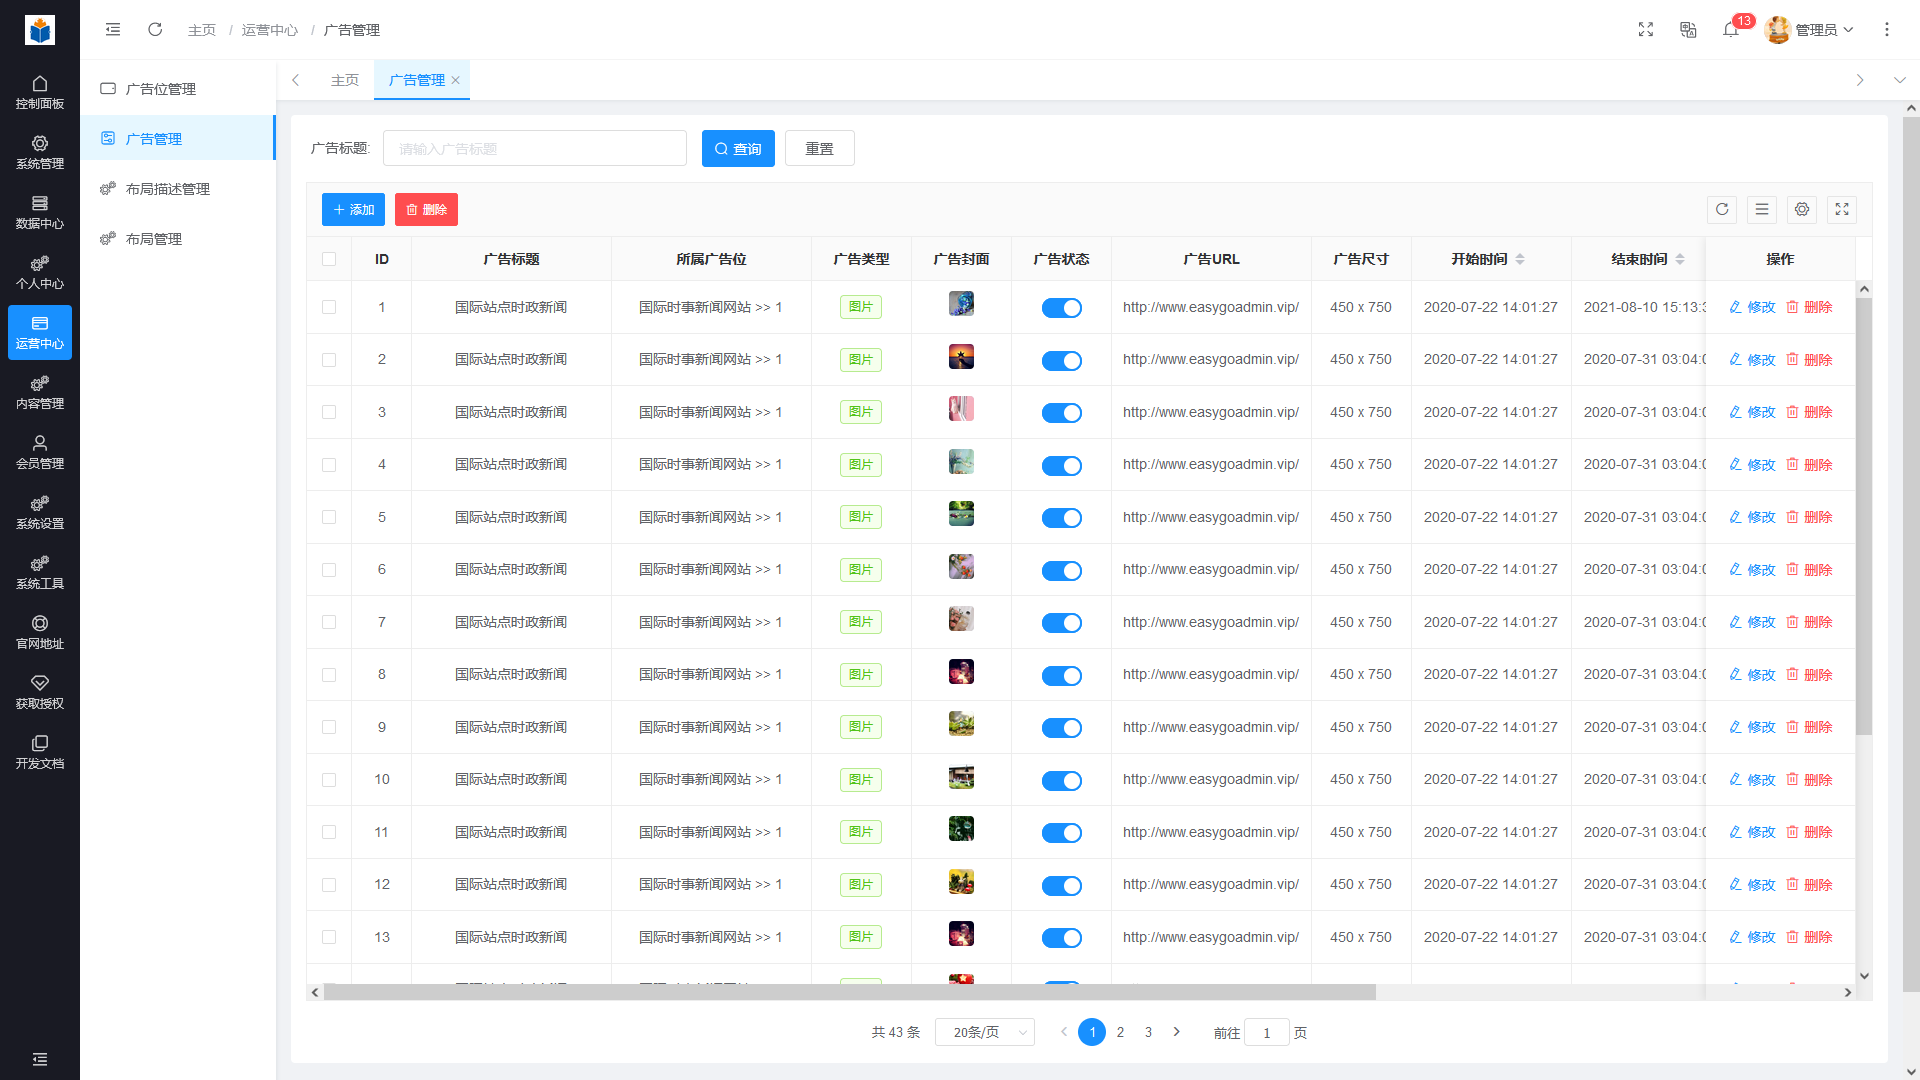 主页 / 运营中心 / 广告管理
13
管理员
控制面板
系统管理
数据中心
个人中心
运营中心
内容管理
会员管理
系统设置
系统工具
官网地址
获取授权
开发文档
广告位管理
广告管理
布局描述管理
布局管理
主页 广告管理
广告标题: 请输入广告标题 查询 重置
添加 删除
ID 广告标题 所属广告位 广告类型 广告封面 广告状态 广告URL 广告尺寸 开始时间 结束时间 操作
1 国际站点时政新闻 国际时事新闻网站 >> 1 图片 http://www.easygoadmin.vip/ 450 x 750 2020-07-22 14:01:27 2021-08-10 15:13: 修改 删除
2 国际站点时政新闻 国际时事新闻网站 >> 1 图片 http://www.easygoadmin.vip/ 450 x 750 2020-07-22 14:01:27 2020-07-31 03:04: 修改 删除
3 国际站点时政新闻 国际时事新闻网站 >> 1 图片 http://www.easygoadmin.vip/ 450 x 750 2020-07-22 14:01:27 2020-07-31 03:04: 修改 删除
4 国际站点时政新闻 国际时事新闻网站 >> 1 图片 http://www.easygoadmin.vip/ 450 x 750 2020-07-22 14:01:27 2020-07-31 03:04: 修改 删除
5 国际站点时政新闻 国际时事新闻网站 >> 1 图片 http://www.easygoadmin.vip/ 450 x 750 2020-07-22 14:01:27 2020-07-31 03:04: 修改 删除
6 国际站点时政新闻 国际时事新闻网站 >> 1 图片 http://www.easygoadmin.vip/ 450 x 750 2020-07-22 14:01:27 2020-07-31 03:04: 修改 删除
7 国际站点时政新闻 国际时事新闻网站 >> 1 图片 http://www.easygoadmin.vip/ 450 x 750 2020-07-22 14:01:27 2020-07-31 03:04: 修改 删除
8 国际站点时政新闻 国际时事新闻网站 >> 1 图片 http://www.easygoadmin.vip/ 450 x 750 2020-07-22 14:01:27 2020-07-31 03:04: 修改 删除
9 国际站点时政新闻 国际时事新闻网站 >> 1 图片 http://www.easygoadmin.vip/ 450 x 750 2020-07-22 14:01:27 2020-07-31 03:04: 修改 删除
10 国际站点时政新闻 国际时事新闻网站 >> 1 图片 http://www.easygoadmin.vip/ 450 x 750 2020-07-22 14:01:27 2020-07-31 03:04: 修改 删除
11 国际站点时政新闻 国际时事新闻网站 >> 1 图片 http://www.easygoadmin.vip/ 450 x 750 2020-07-22 14:01:27 2020-07-31 03:04: 修改 删除
12 国际站点时政新闻 国际时事新闻网站 >> 1 图片 http://www.easygoadmin.vip/ 450 x 750 2020-07-22 14:01:27 2020-07-31 03:04: 修改 删除
13 国际站点时政新闻 国际时事新闻网站 >> 1 图片 http://www.easygoadmin.vip/ 450 x 750 2020-07-22 14:01:27 2020-07-31 03:04: 修改 删除
共 43 条 20条/页 1 2 3 前往 1 页